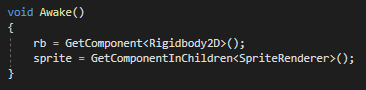 void Awake()
{
    rb = GetComponent<Rigidbody2D>();
    sprite = GetComponentInChildren<SpriteRenderer>();
}